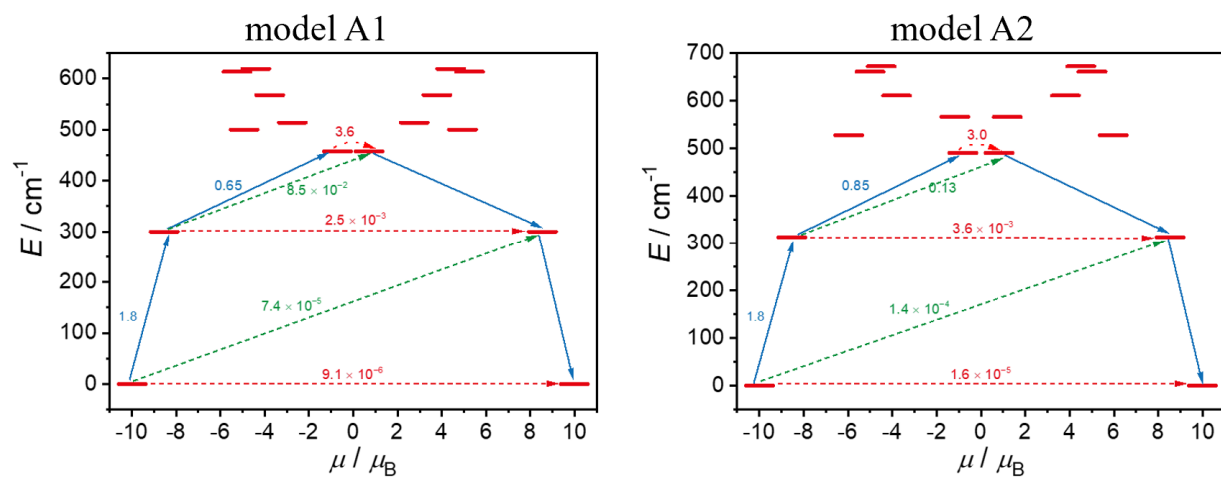 model A1
600
500
400
300
200
100
0
E / cm⁻¹
3.6
0.65
8.5 × 10⁻²
2.5 × 10⁻³
7.4 × 10⁻⁵
1.8
9.1 × 10⁻⁶
-10 -8 -6 -4 -2 0 2 4 6 8 10
μ / μB
model A2
700
600
500
400
300
200
100
0
E / cm⁻¹
3.0
0.85
0.13
3.6 × 10⁻³
1.4 × 10⁻⁴
1.8
1.6 × 10⁻⁵
-10 -8 -6 -4 -2 0 2 4 6 8 10
μ / μB